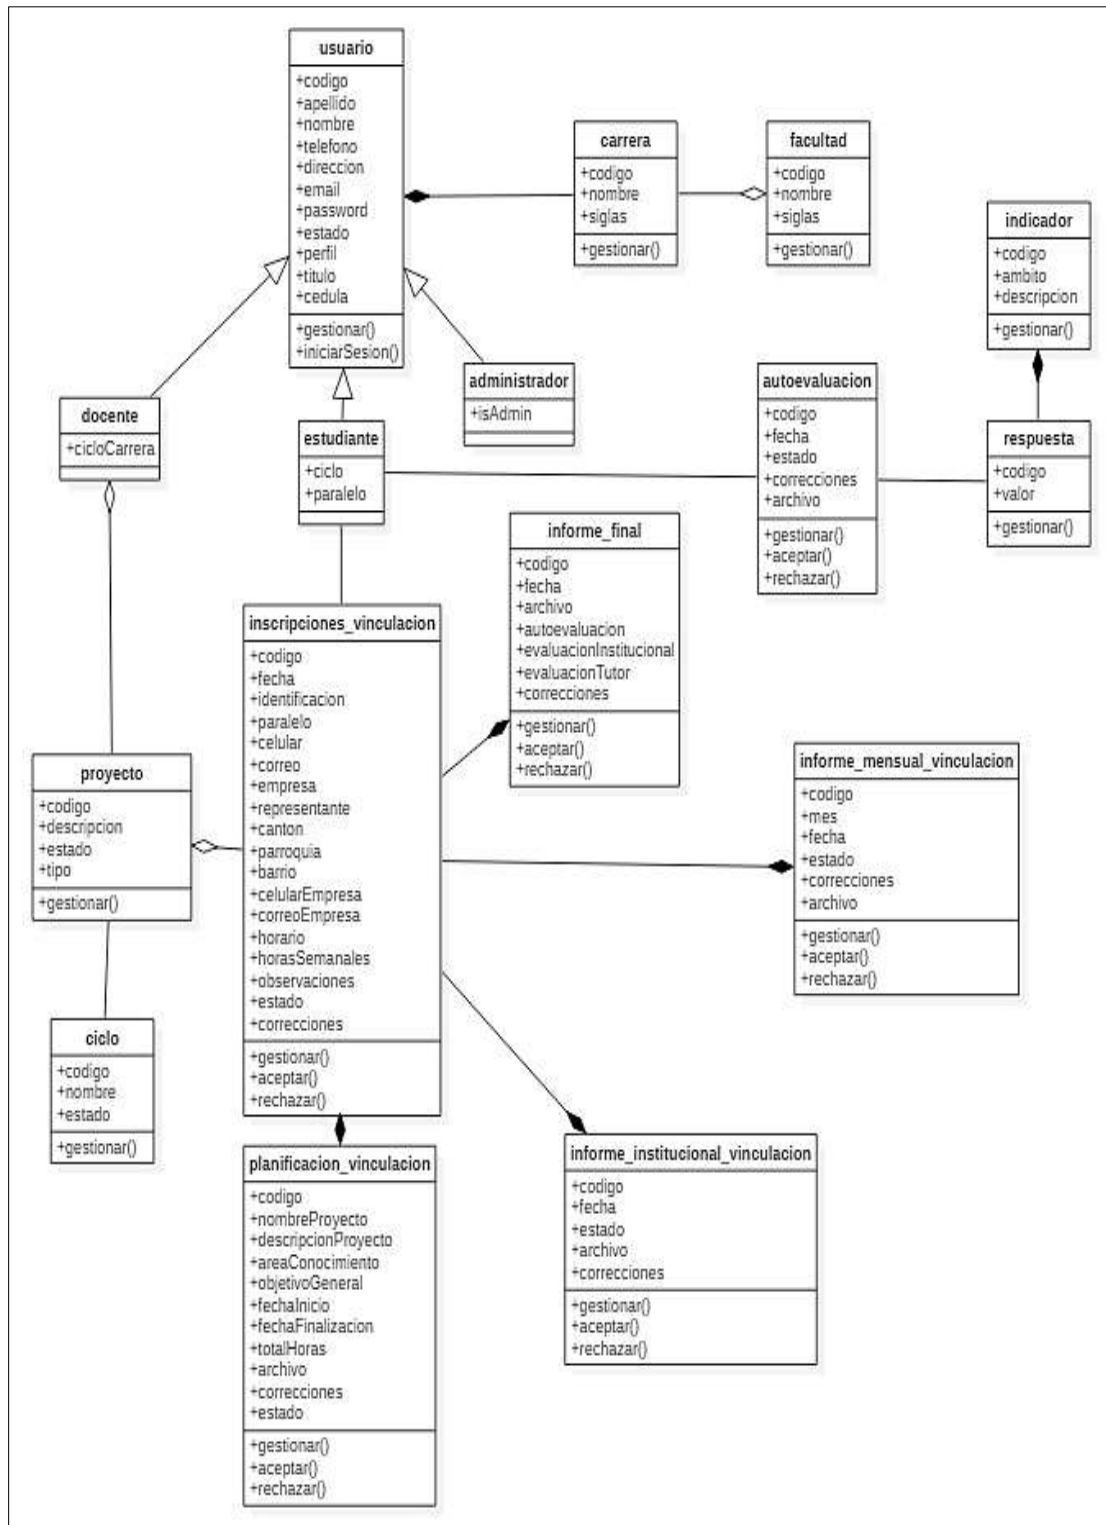 usuario
+codigo
+apellido
+nombre
+telefono
+direccion
+email
+password
+estado
+perfil
+titulo
+cedula
+gestionar()
+iniciarSesion()
carrera
+codigo
+nombre
+siglas
+gestionar()
facultad
+codigo
+nombre
+siglas
+gestionar()
indicador
+codigo
+ambito
+descripcion
+gestionar()
docente
+cicloCarrera
estudiante
+ciclo
+paralelo
administrador
+isAdmin
autoevaluacion
+codigo
+fecha
+estado
+correcciones
+archivo
+gestionar()
+aceptar()
+rechazar()
respuesta
+codigo
+valor
+gestionar()
informe_final
+codigo
+fecha
+archivo
+autoevaluacion
+evaluacionInstitucional
+evaluacionTutor
+correcciones
+gestionar()
+aceptar()
+rechazar()
inscripciones_vinculacion
+codigo
+fecha
+identificacion
+paralelo
+celular
+correo
+empresa
+representante
+canton
+parroquia
+barrio
+celularEmpresa
+correoEmpresa
+horario
+horasSemanales
+observaciones
+estado
+correcciones
+gestionar()
+aceptar()
+rechazar()
proyecto
+codigo
+descripcion
+estado
+tipo
+gestionar()
informe_mensual_vinculacion
+codigo
+mes
+fecha
+estado
+correcciones
+archivo
+gestionar()
+aceptar()
+rechazar()
ciclo
+codigo
+nombre
+estado
+gestionar()
planificacion_vinculacion
+codigo
+nombreProyecto
+descripcionProyecto
+areaConocimiento
+objetivoGeneral
+fechaInicio
+fechaFinalizacion
+totalHoras
+archivo
+correcciones
+estado
+gestionar()
+aceptar()
+rechazar()
informe_institucional_vinculacion
+codigo
+fecha
+estado
+archivo
+correcciones
+gestionar()
+aceptar()
+rechazar()